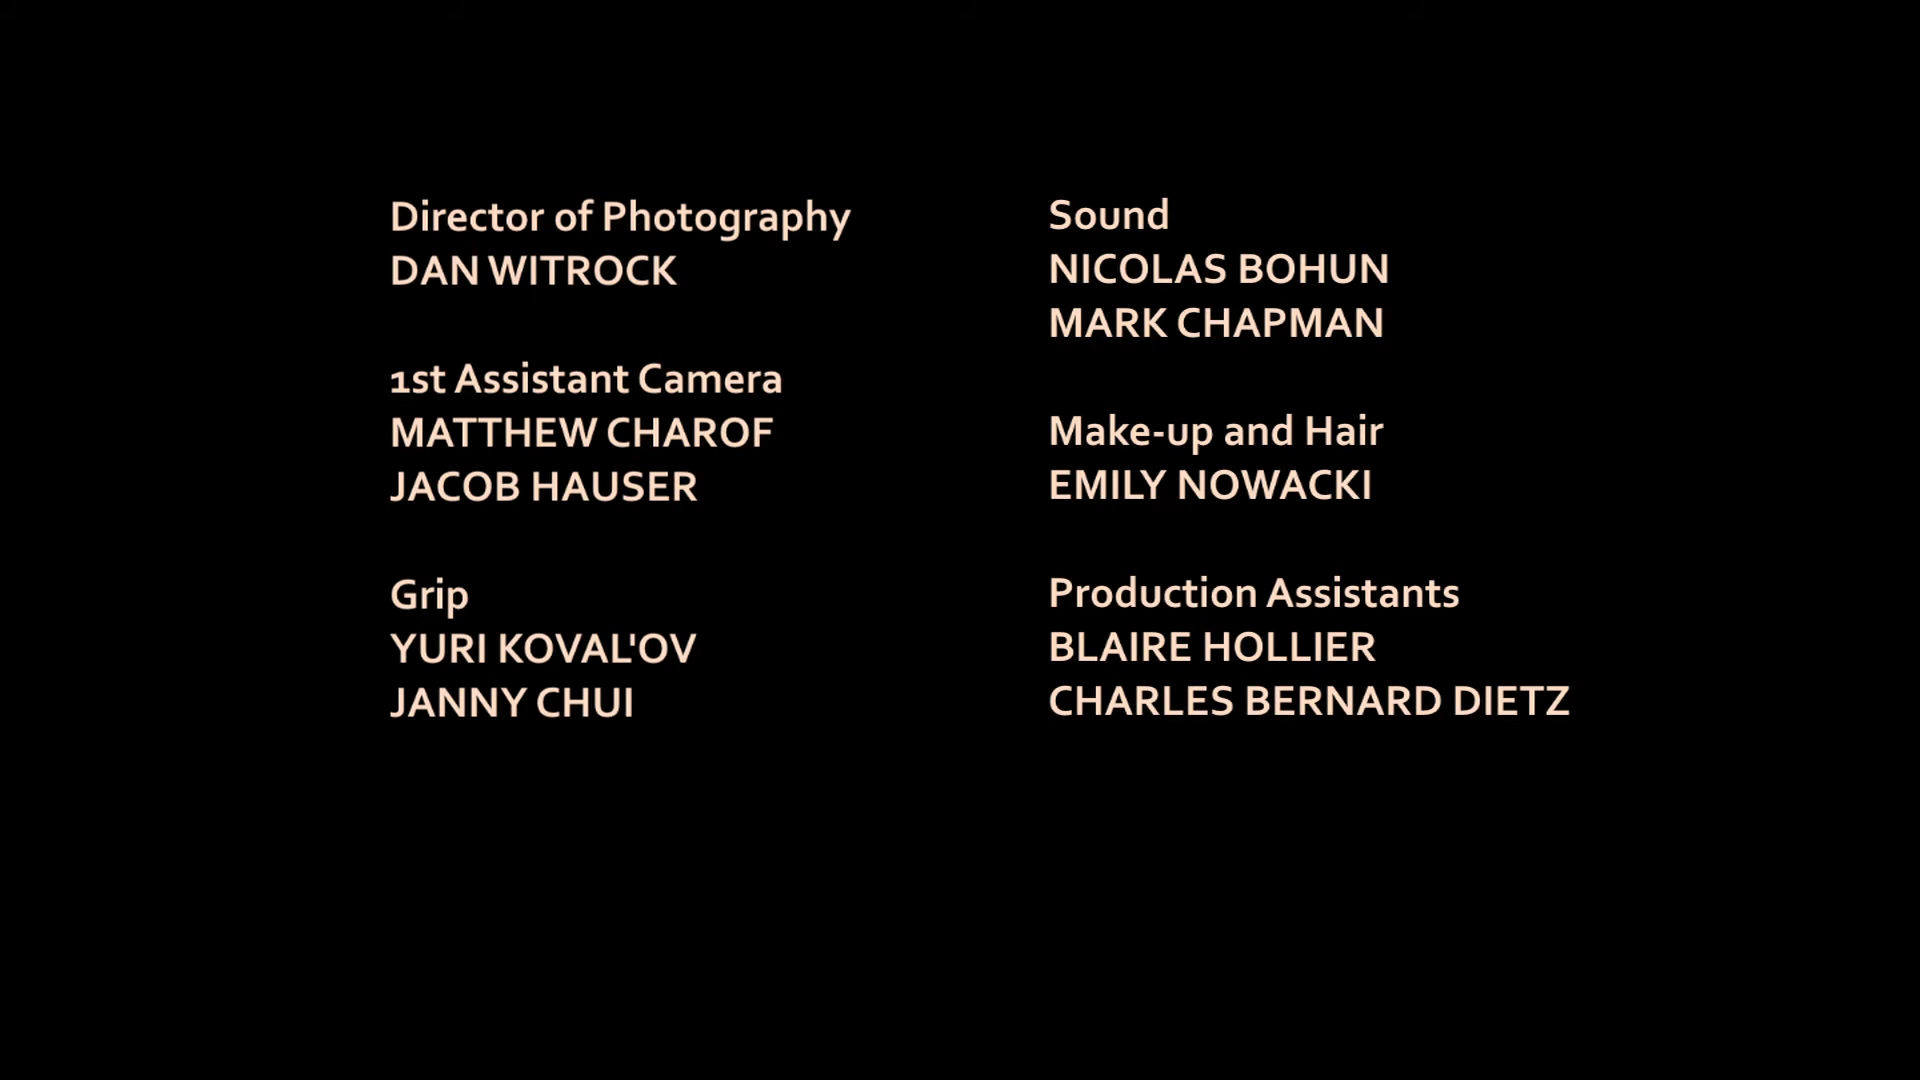 Director of Photography
DAN WITROCK
1st Assistant Camera
MATTHEW CHAROF
JACOB HAUSER
Grip
YURI KOVAL'OV
JANNY CHUI
Sound
NICOLAS BOHUN
MARK CHAPMAN
Make-up and Hair
EMILY NOWACKI
Production Assistants
BLAIRE HOLLIER
CHARLES BERNARD DIETZ